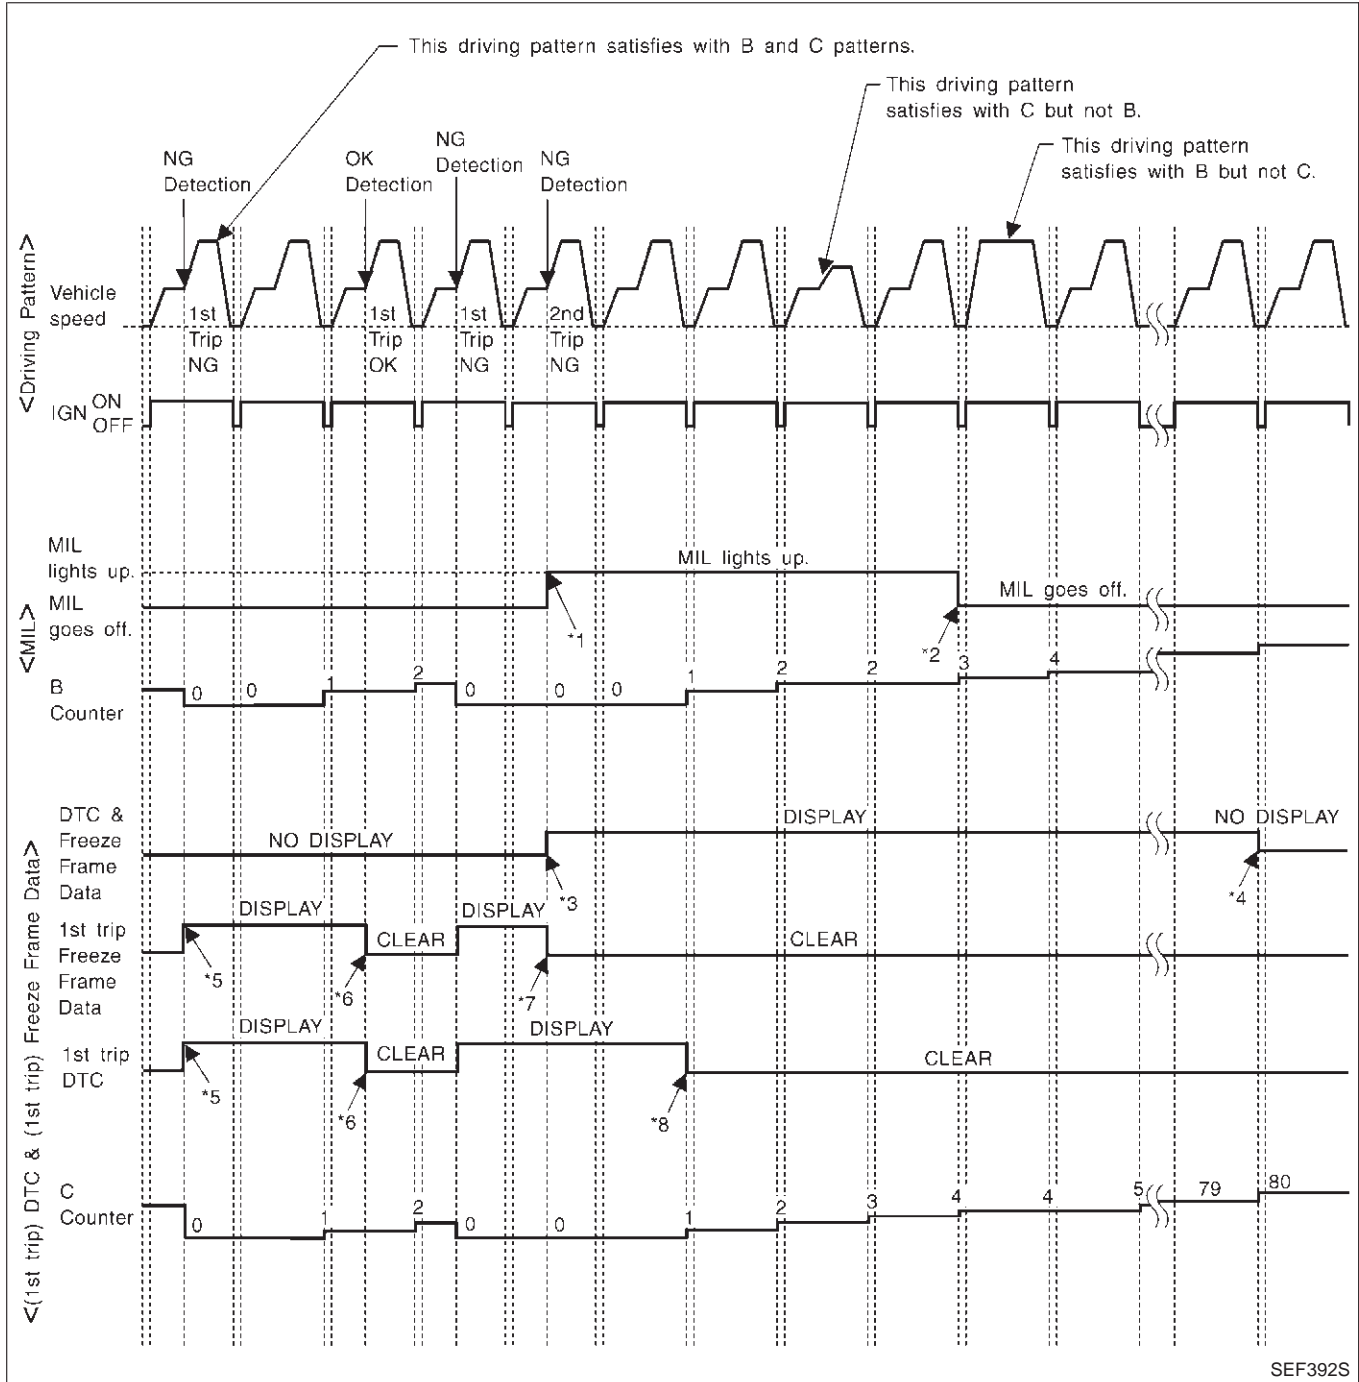 This driving pattern satisfies with B and C patterns.
This driving pattern
satisfies with C but not B.
This driving pattern
satisfies with B but not C.
NG
Detection
OK
Detection
NG
Detection
NG
Detection
<Driving Pattern>
Vehicle
speed
1st
Trip
NG
1st
Trip
OK
1st
Trip
NG
2nd
Trip
NG
IGN ON
OFF
<MIL>
MIL
lights up.
MIL
goes off.
MIL lights up.
MIL goes off.
*1
*2
B
Counter
0 0 1 2 0 0 0 1 2 2 3 4
<(1st trip) DTC & (1st trip) Freeze Frame Data>
DTC &
Freeze
Frame
Data
NO DISPLAY
DISPLAY
NO DISPLAY
*3
*4
1st trip
Freeze
Frame
Data
DISPLAY
CLEAR
DISPLAY
CLEAR
*5
*6
*7
1st trip
DTC
DISPLAY
CLEAR
DISPLAY
CLEAR
*5
*6
*8
C
Counter
0 1 2 0 0 1 2 3 4 4 5 79 80
SEF392S